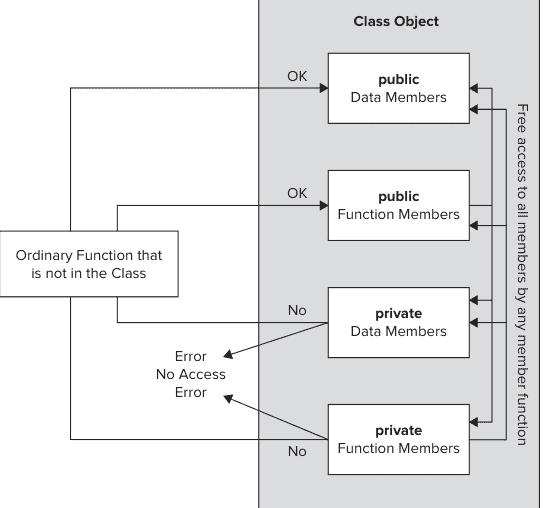 Class Object
OK
public
Data Members
OK
public
Function Members
Ordinary Function that
is not in the Class
No
private
Data Members
Error
No Access
Error
private
Function Members
No
Free access to all members by any member function